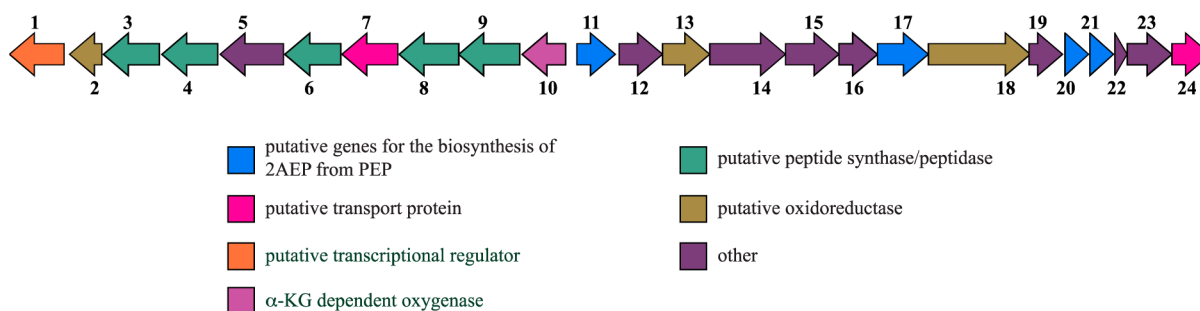 1 3 5 7 9 11 13 15 17 19 21 23
2 4 6 8 10 12 14 16 18 20 22 24
putative genes for the biosynthesis of
2AEP from PEP
putative transport protein
putative transcriptional regulator
α-KG dependent oxygenase
putative peptide synthase/peptidase
putative oxidoreductase
other